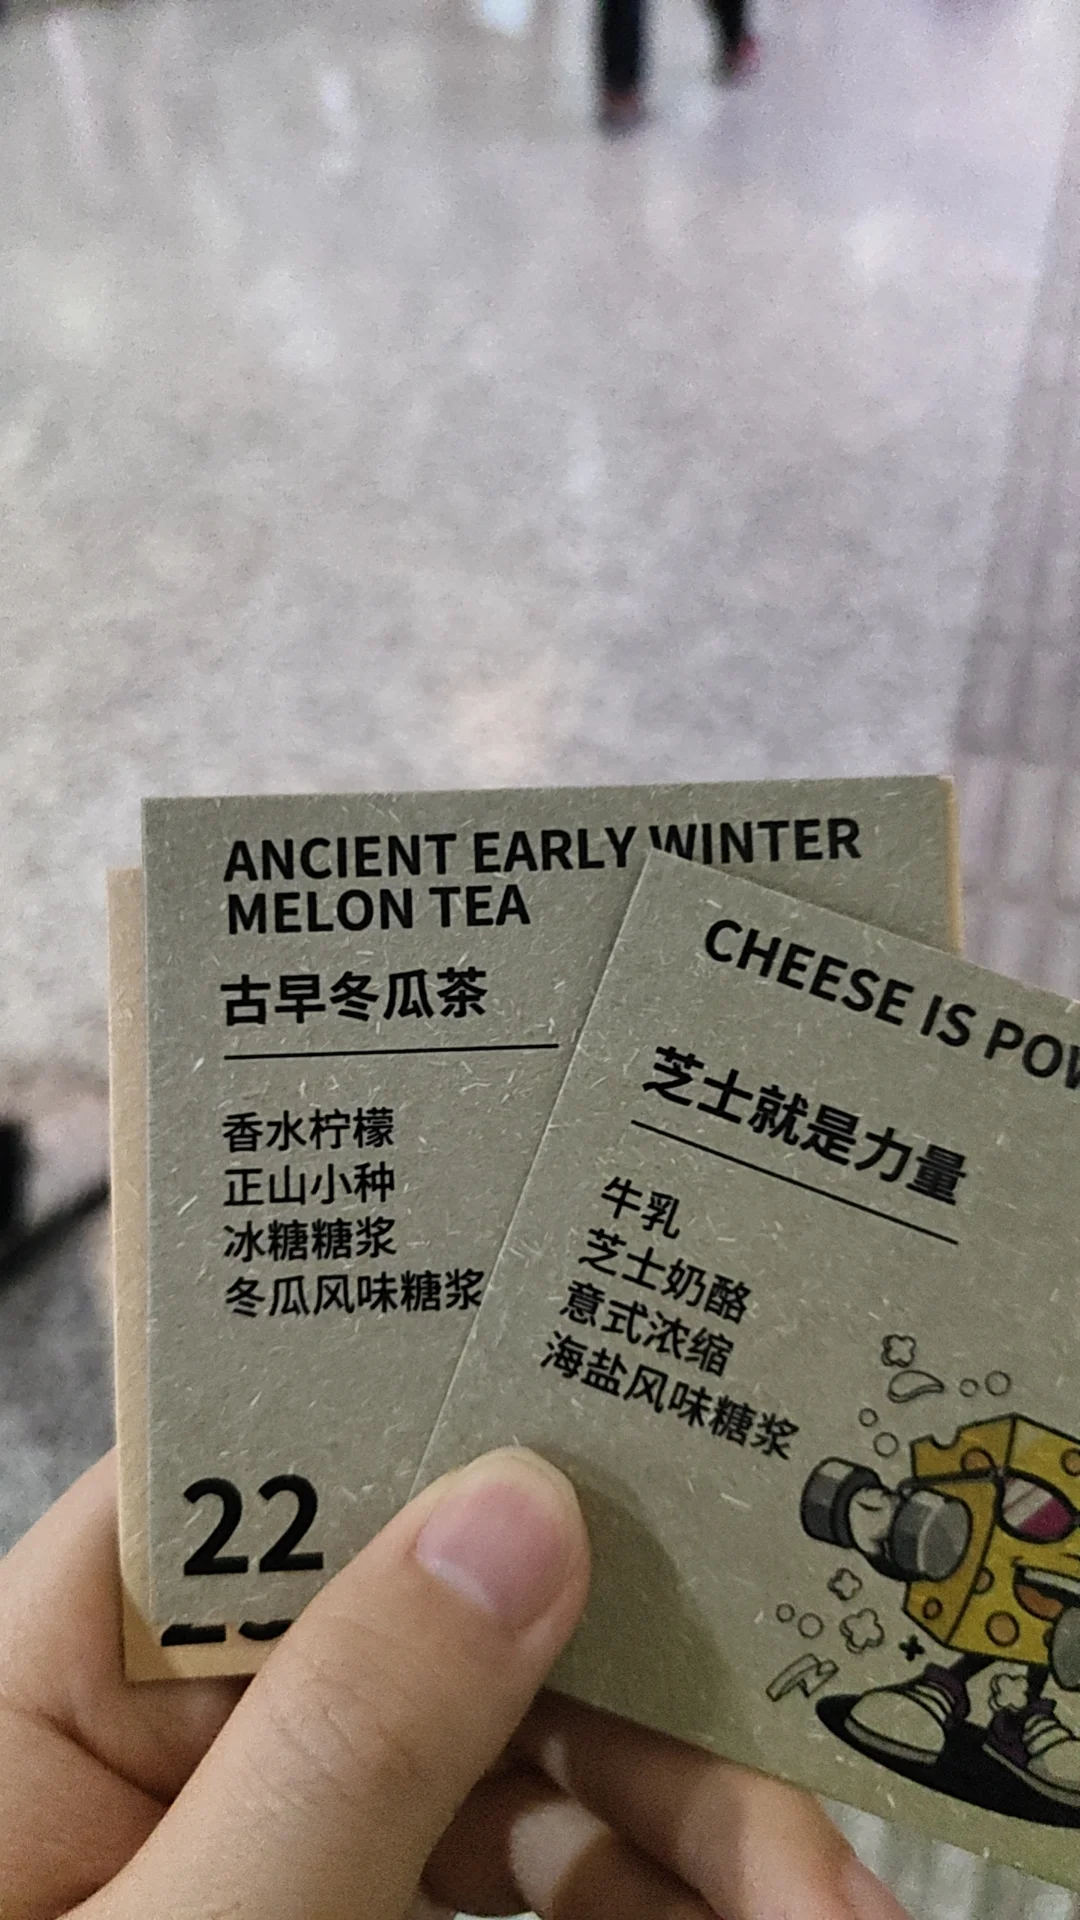 ANCIENT EARLY WINTER
MELON TEA
古早冬瓜茶
香水柠檬
正山小种
冰糖糖浆
冬瓜风味糖浆
22
CHEESE IS
芝士就是力量
牛乳
芝士奶酪
意式浓缩
海盐风味糖浆